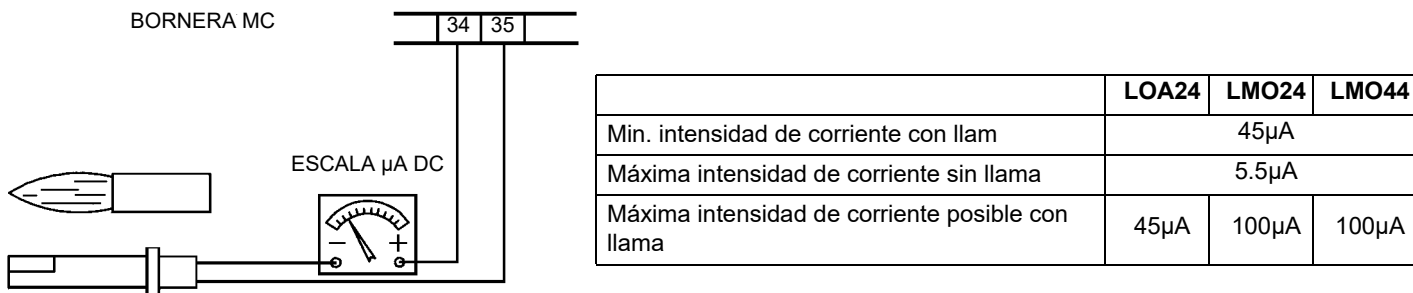 BORNERA MC
34 35
ESCALA µA DC
- +
LOA24 LMO24 LMO44
Min. intensidad de corriente con llam 45µA
Máxima intensidad de corriente sin llama 5.5µA
Máxima intensidad de corriente posible con
llama 45µA 100µA 100µA